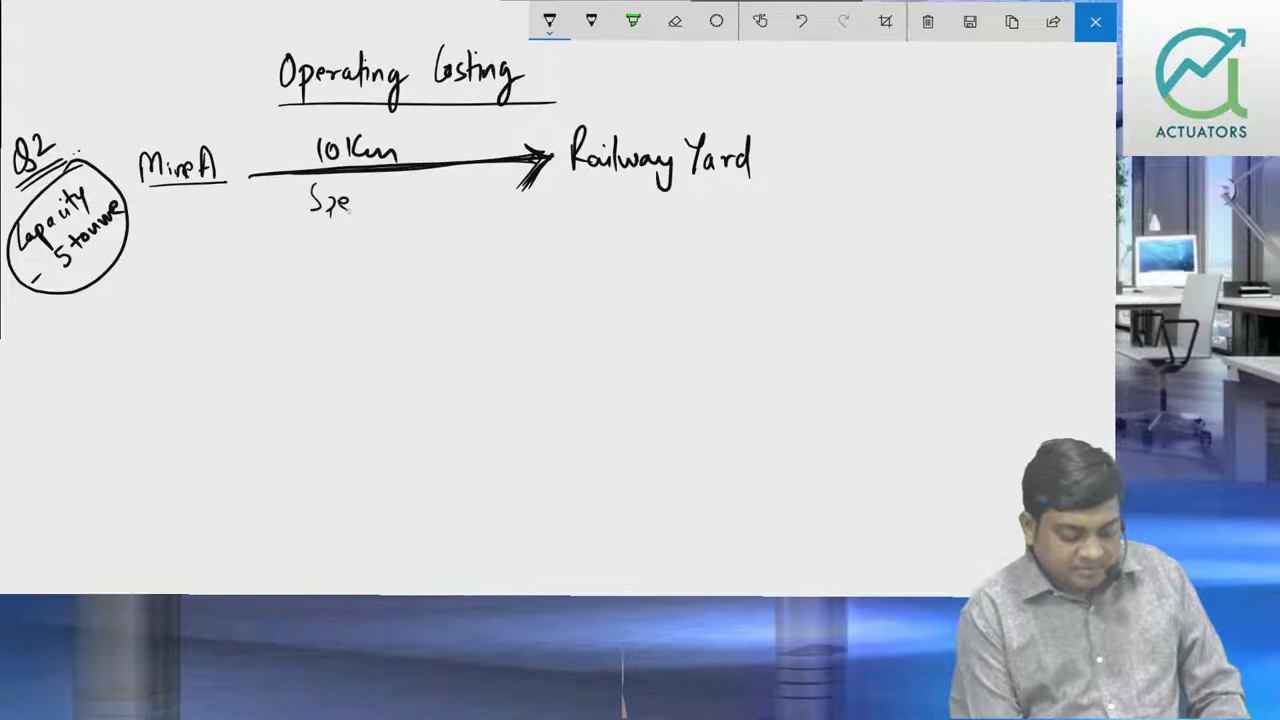 Operating Costing
Q2
Mine A
10 Km
Railway Yard
Spe
Capacity
- 5 tonne
ACTUATORS